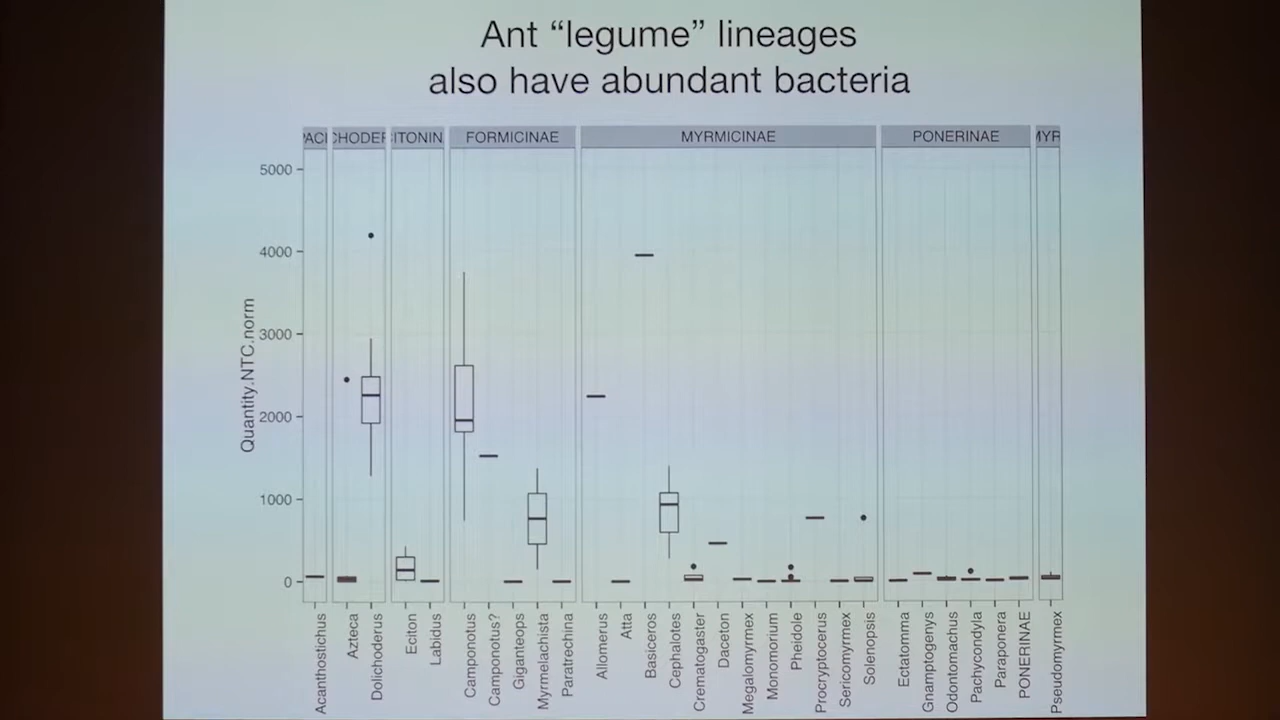 Ant “legume” lineages
also have abundant bacteria
PACI CHODEF ITONIN FORMICINAE MYRMICINAE PONERINAE MYR
5000
4000
3000
2000
1000
0
Quantity.NTC.norm
Acanthostichus Azteca Dolichoderus Eciton Labidus Camponotus Camponotus? Giganteops Myrmelachista Paratrechina Allomerus Atta Basiceros Cephalotes Crematogaster Daceton Megalomyrmex Monomorium Pheidole Procryptocerus Sericomyrmex Solenopsis Ectatomma Gnamptogenys Odontomachus Pachycondyla Paraponera PONERINAE Pseudomyrmex